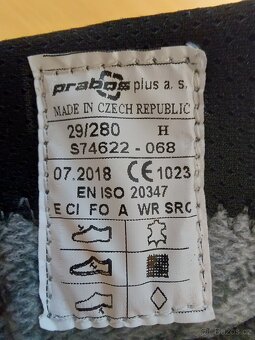 prabos plus a. s.
MADE IN CZECH REPUBLIC
29/280 H
S74622 - 068
07.2018 CE 1023
EN ISO 20347
E CI FO A WR SRC